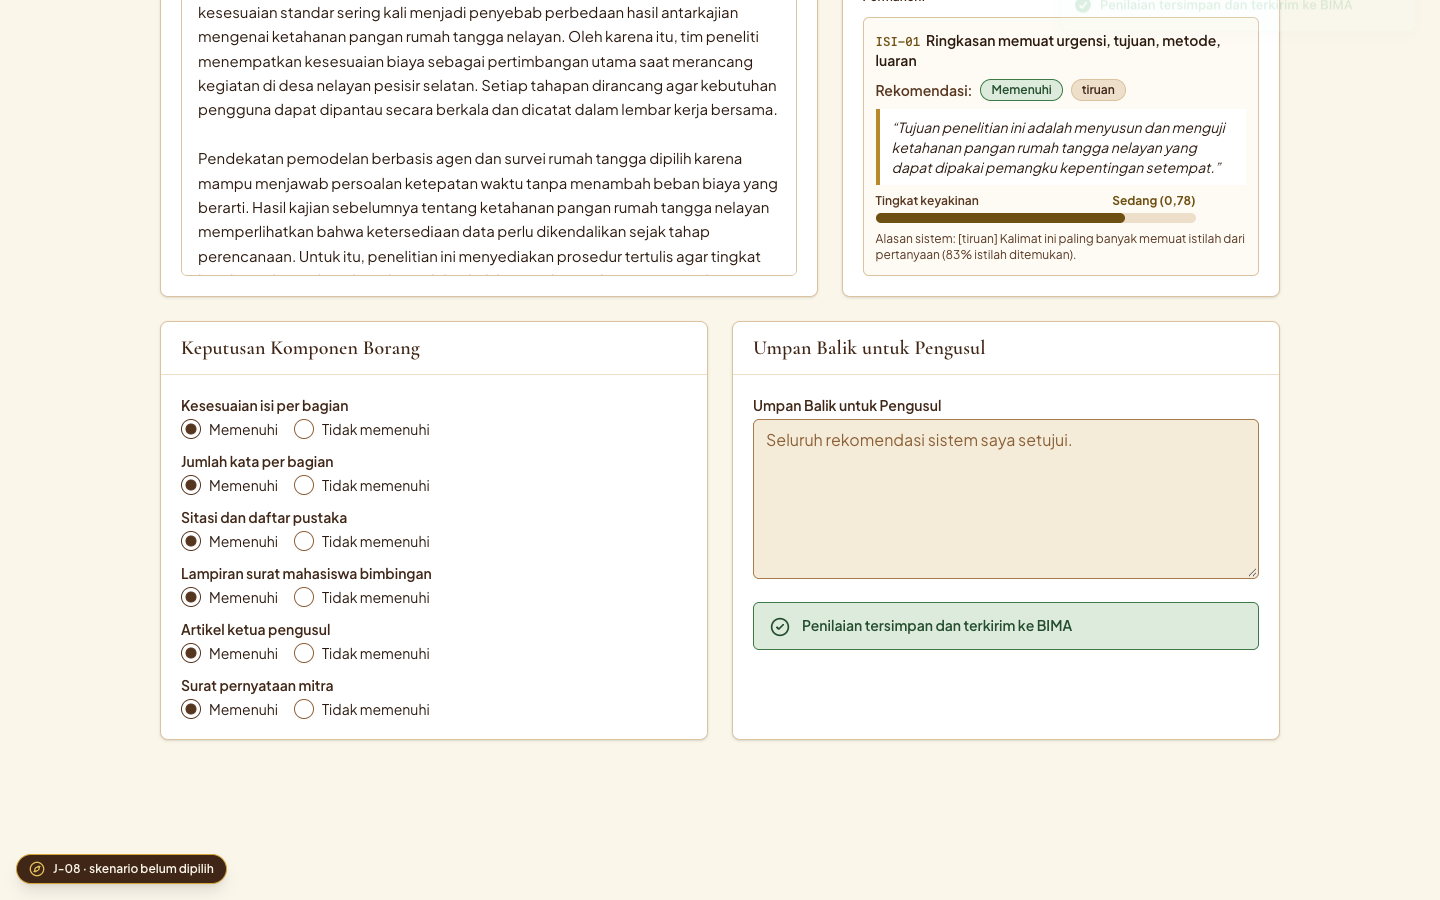 kesesuaian standar sering kali menjadi penyebab perbedaan hasil antarkajian
mengenai ketahanan pangan rumah tangga nelayan. Oleh karena itu, tim peneliti
menempatkan kesesuaian biaya sebagai pertimbangan utama saat merancang
kegiatan di desa nelayan pesisir selatan. Setiap tahapan dirancang agar kebutuhan
pengguna dapat dipantau secara berkala dan dicatat dalam lembar kerja bersama.
Pendekatan pemodelan berbasis agen dan survei rumah tangga dipilih karena
mampu menjawab persoalan ketepatan waktu tanpa menambah beban biaya yang
berarti. Hasil kajian sebelumnya tentang ketahanan pangan rumah tangga nelayan
memperlihatkan bahwa ketersediaan data perlu dikendalikan sejak tahap
perencanaan. Untuk itu, penelitian ini menyediakan prosedur tertulis agar tingkat
Penilaian tersimpan dan terkirim ke BIMA
ISI-01 Ringkasan memuat urgensi, tujuan, metode,
luaran
Rekomendasi: Memenuhi tiruan
“Tujuan penelitian ini adalah menyusun dan menguji
ketahanan pangan rumah tangga nelayan yang
dapat dipakai pemangku kepentingan setempat.”
Tingkat keyakinan Sedang (0,78)
Alasan sistem: [tiruan] Kalimat ini paling banyak memuat istilah dari
pertanyaan (83% istilah ditemukan).
Keputusan Komponen Borang
Kesesuaian isi per bagian
Memenuhi Tidak memenuhi
Jumlah kata per bagian
Memenuhi Tidak memenuhi
Sitasi dan daftar pustaka
Memenuhi Tidak memenuhi
Lampiran surat mahasiswa bimbingan
Memenuhi Tidak memenuhi
Artikel ketua pengusul
Memenuhi Tidak memenuhi
Surat pernyataan mitra
Memenuhi Tidak memenuhi
Umpan Balik untuk Pengusul
Umpan Balik untuk Pengusul
Seluruh rekomendasi sistem saya setujui.
Penilaian tersimpan dan terkirim ke BIMA
J-08 · skenario belum dipilih